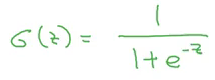 σ(z) = 1 / (1 + e^{-z})